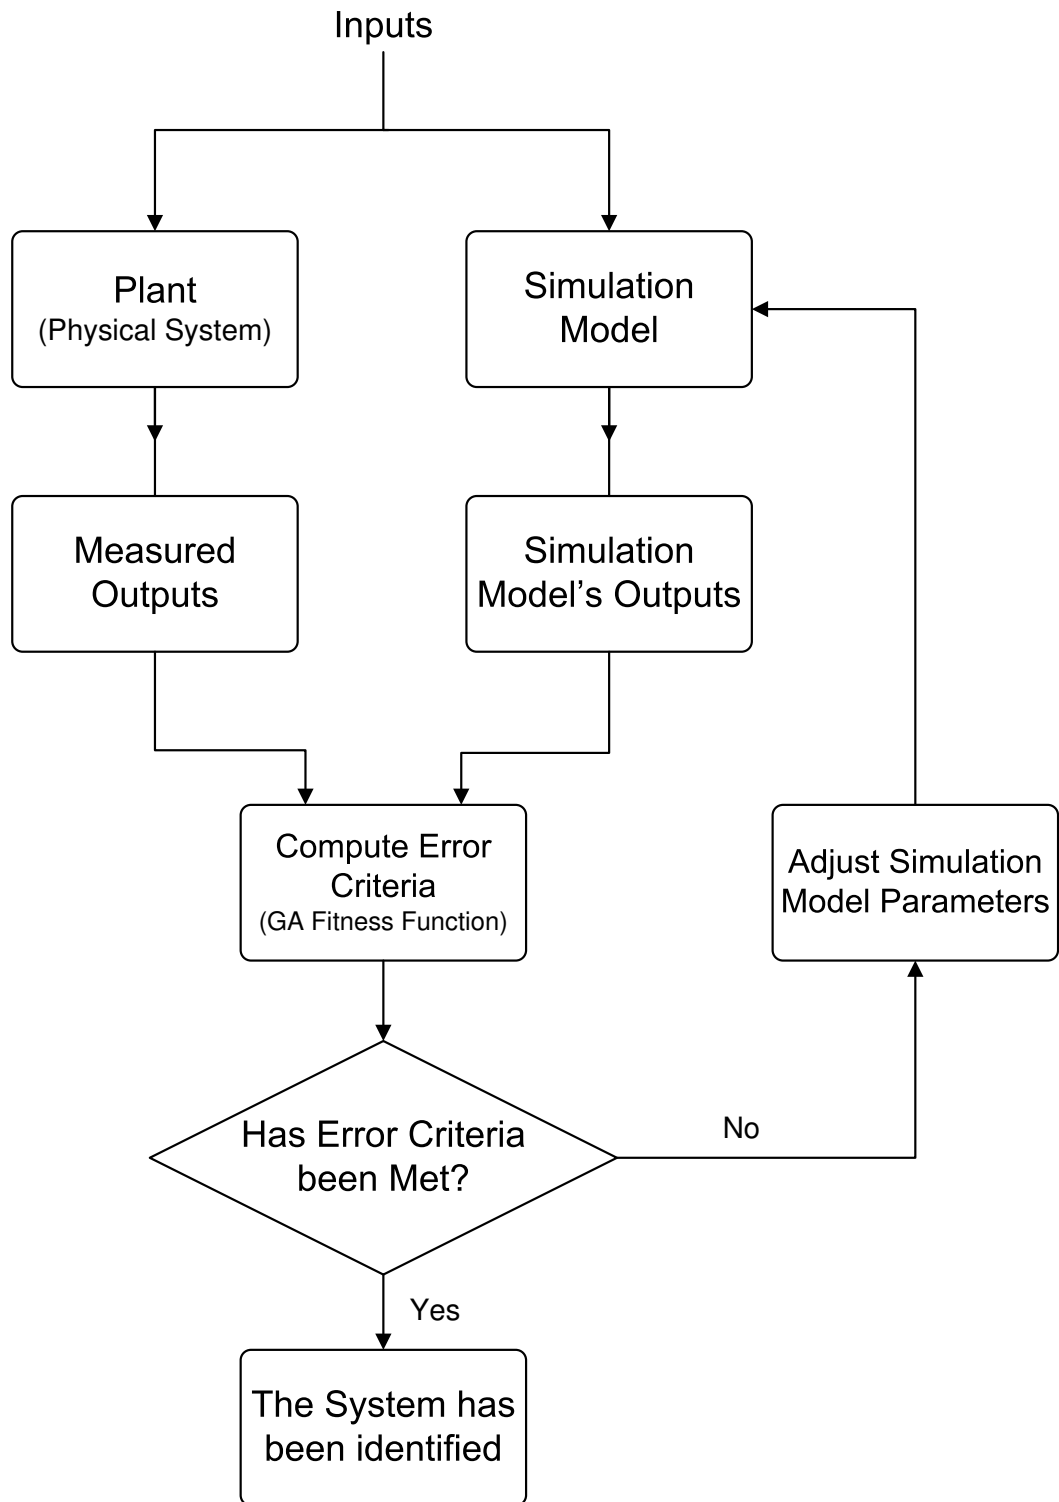 Inputs
Plant
(Physical System)
Simulation
Model
Measured
Outputs
Simulation
Model’s Outputs
Compute Error
Criteria
(GA Fitness Function)
Adjust Simulation
Model Parameters
Has Error Criteria
been Met?
No
Yes
The System has
been identified